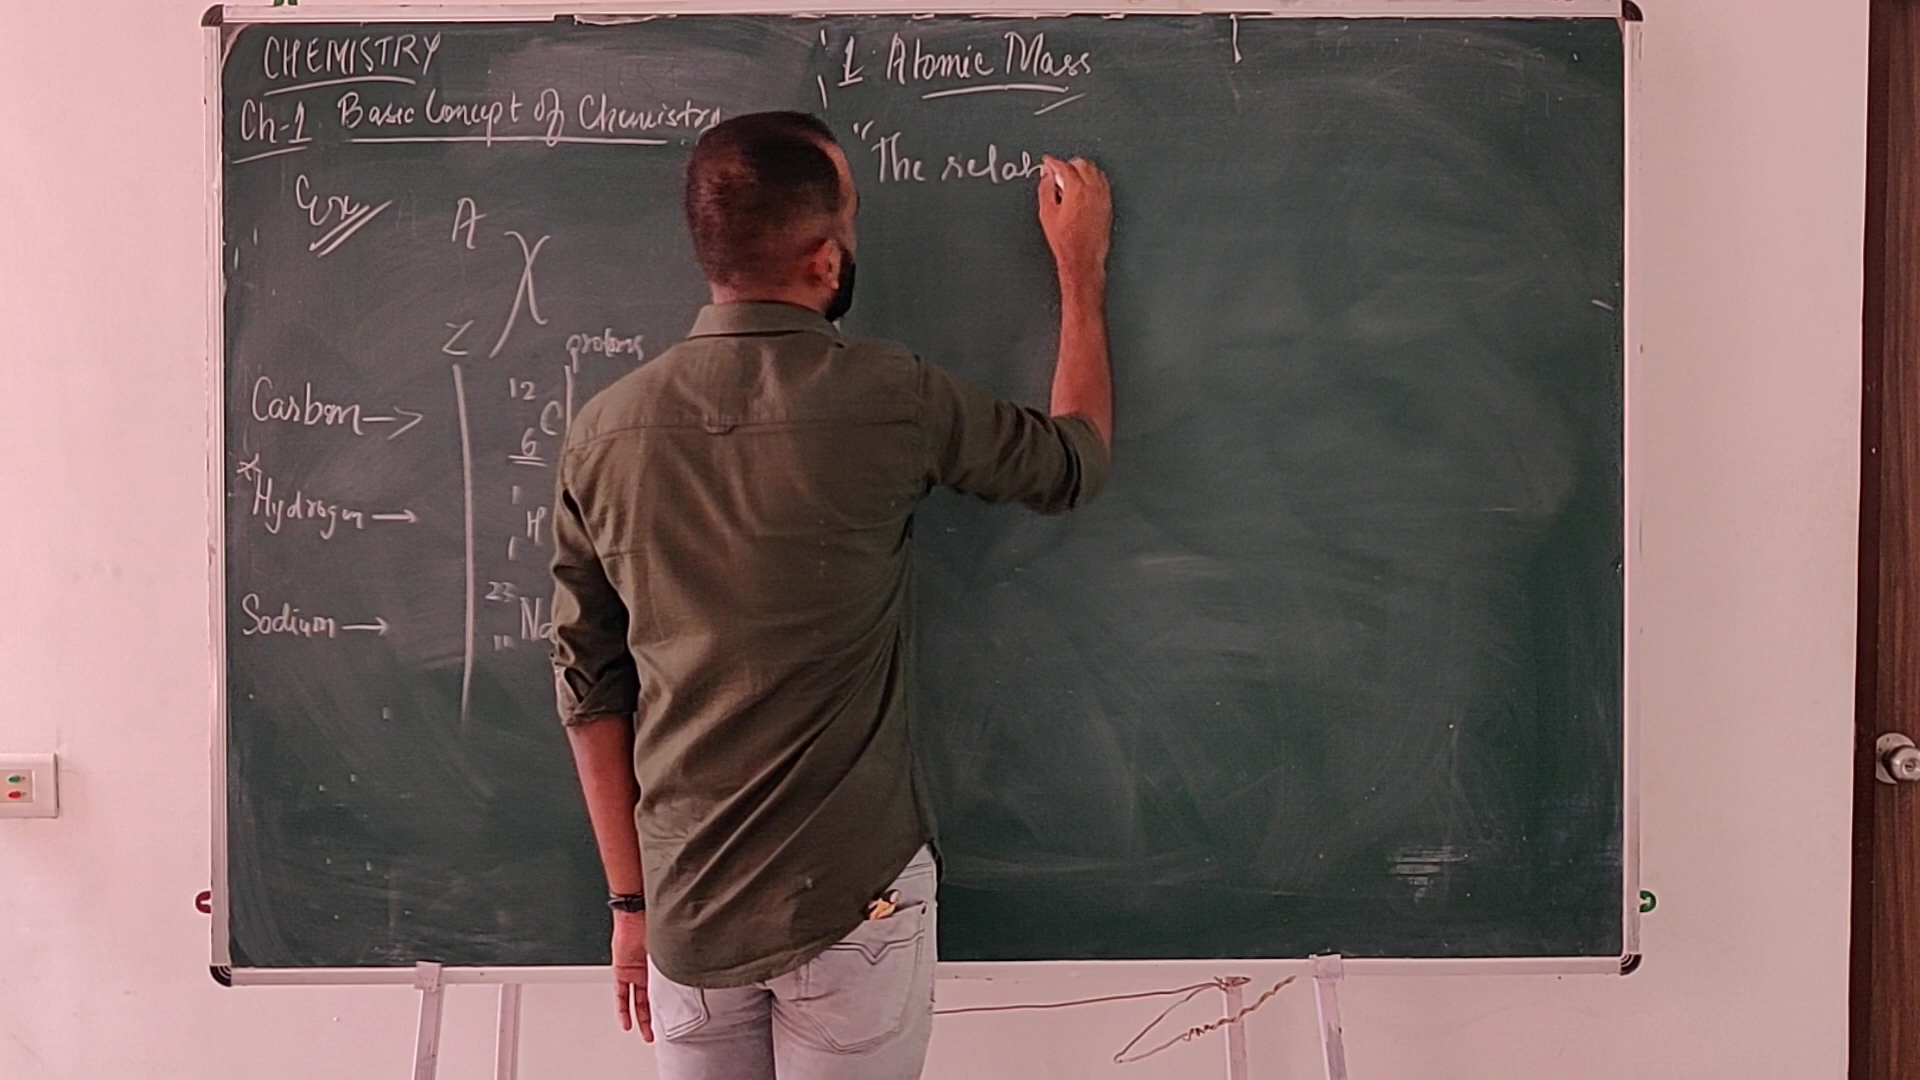 CHEMISTRY
Ch-1 Basic Concept of Chemistry
Ex
A
X
Z
protons
Carbon →
12
C
6
Hydrogen →
1
H
1
Sodium →
23
Na
11
1 Atomic Mass
"The relati